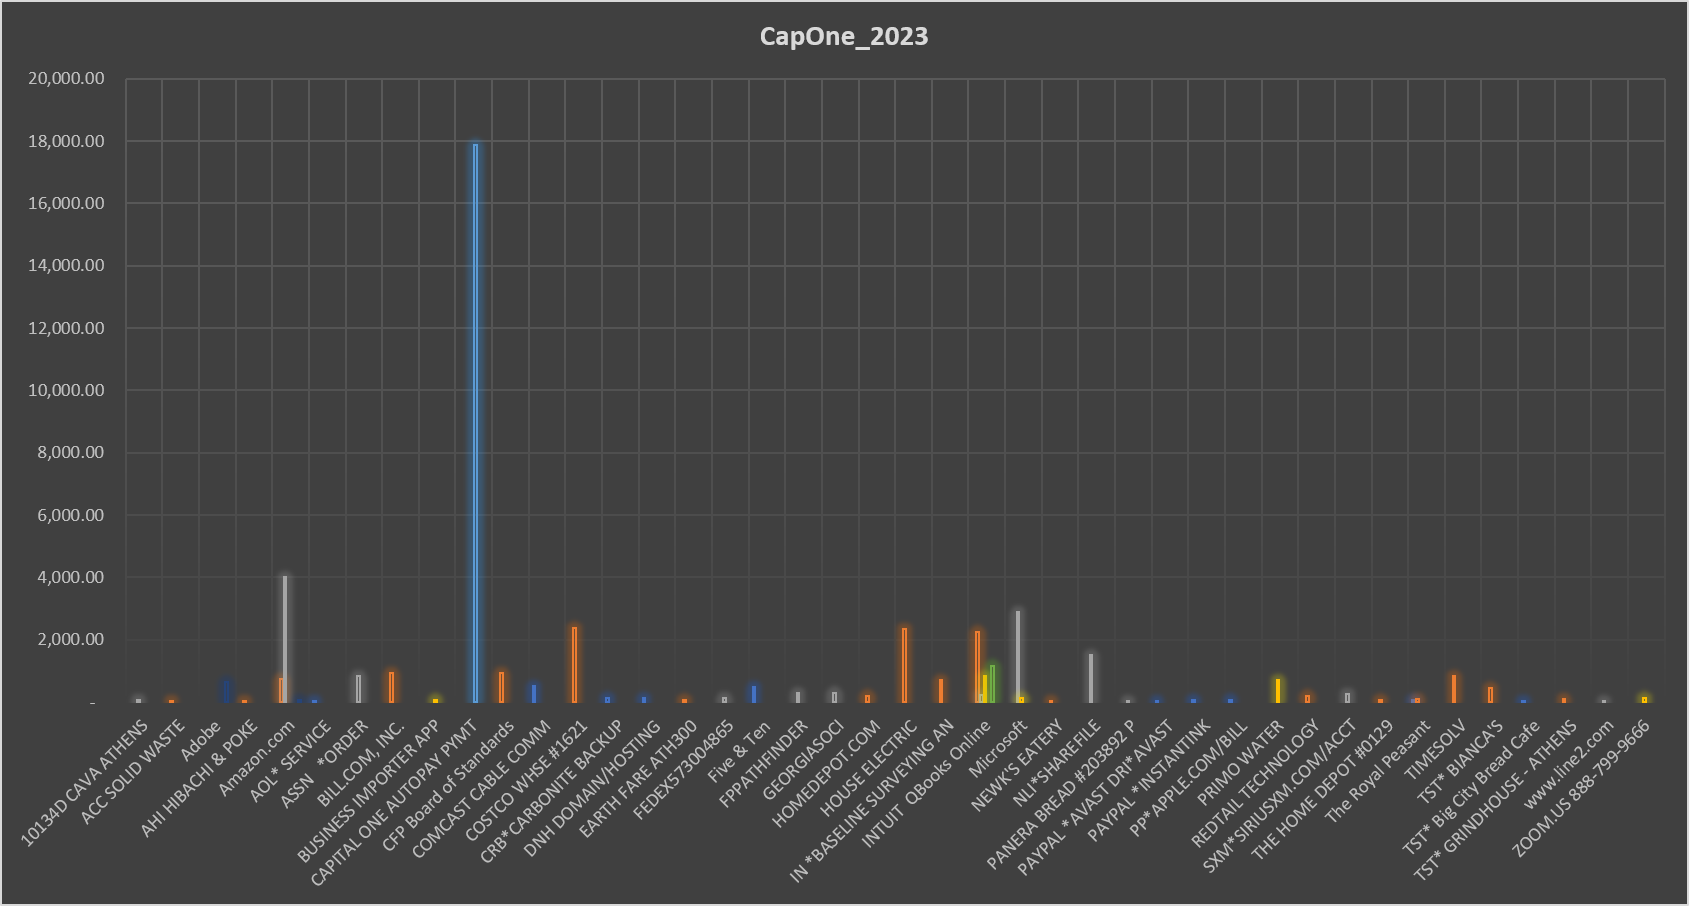 CapOne_2023
20,000.00
18,000.00
16,000.00
14,000.00
12,000.00
10,000.00
8,000.00
6,000.00
4,000.00
2,000.00
-
10134D CAVA ATHENS
ACC SOLID WASTE
Adobe
AHI HIBACHI & POKE
Amazon.com
AOL* SERVICE
ASSN  *ORDER
BILL.COM, INC.
BUSINESS IMPORTER APP
CAPITAL ONE AUTOPAY PYMT
CFP Board of Standards
COMCAST CABLE COMM
COSTCO WHSE #1621
CRB*CARBONITE BACKUP
DNH DOMAIN/HOSTING
EARTH FARE ATH300
FEDEX573004865
Five & Ten
FPPATHFINDER
GEORGIASOCI
HOMEDEPOT.COM
HOUSE ELECTRIC
IN *BASELINE SURVEYING AN
INTUIT  QBooks Online
Microsoft
NEWK'S EATERY
NLI*SHAREFILE
PANERA BREAD #203892 P
PAYPAL *AVAST DRI*AVAST
PAYPAL *INSTANTINK
PP*APPLE.COM/BILL
PRIMO WATER
REDTAIL TECHNOLOGY
SXM*SIRIUSXM.COM/ACCT
THE HOME DEPOT #0129
The Royal Peasant
TIMESOLV
TST* BIANCA'S
TST* Big City Bread Cafe
TST* GRINDHOUSE - ATHENS
www.line2.com
ZOOM.US 888-799-9666